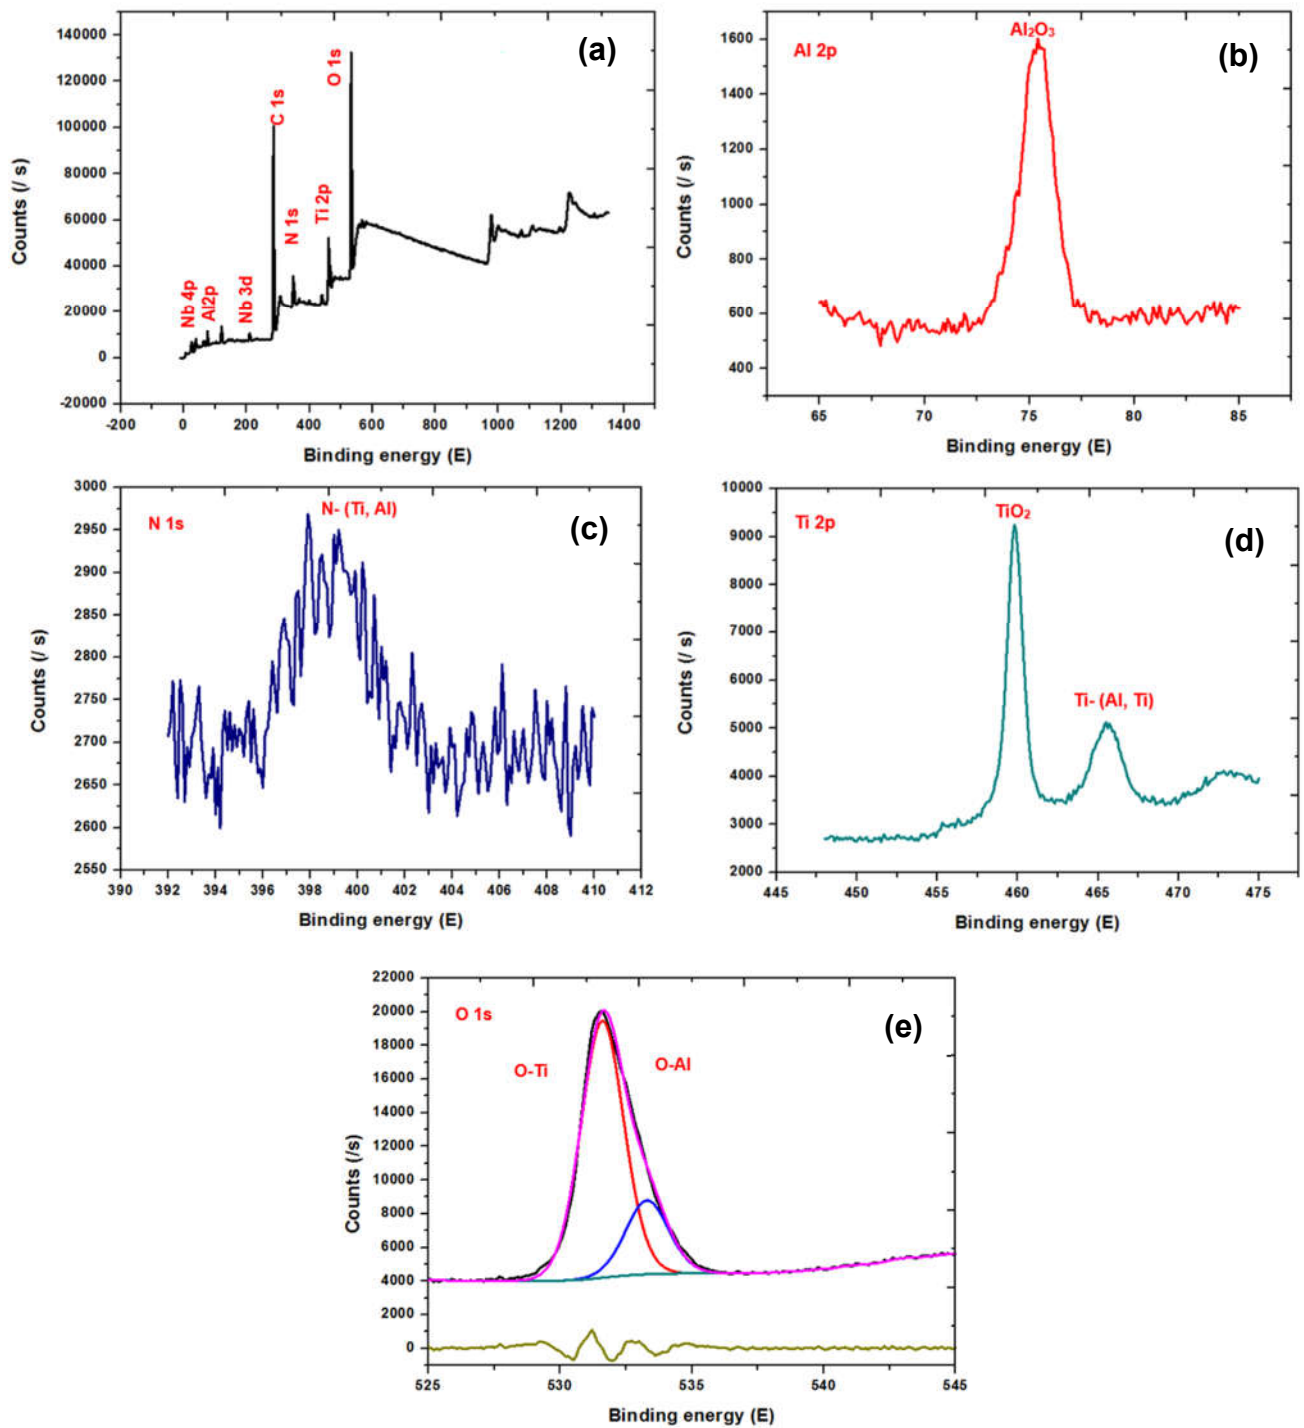 (a)
140000
120000
100000
80000
60000
40000
20000
0
-20000
Counts (/ s)
Nb 4p
Al2p
Nb 3d
C 1s
N 1s
Ti 2p
O 1s
-200 0 200 400 600 800 1000 1200 1400
Binding energy (E)
(b)
Al 2p
Al₂O₃
1600
1400
1200
1000
800
600
400
Counts (/ s)
65 70 75 80 85
Binding energy (E)
(c)
N 1s
N- (Ti, Al)
3000
2950
2900
2850
2800
2750
2700
2650
2600
2550
Counts (/ s)
390 392 394 396 398 400 402 404 406 408 410 412
Binding energy (E)
(d)
Ti 2p
TiO₂
Ti- (Al, Ti)
10000
9000
8000
7000
6000
5000
4000
3000
2000
Counts (/ s)
445 450 455 460 465 470 475
Binding energy (E)
(e)
O 1s
O-Ti
O-Al
22000
20000
18000
16000
14000
12000
10000
8000
6000
4000
2000
0
Counts (/s)
525 530 535 540 545
Binding energy (E)